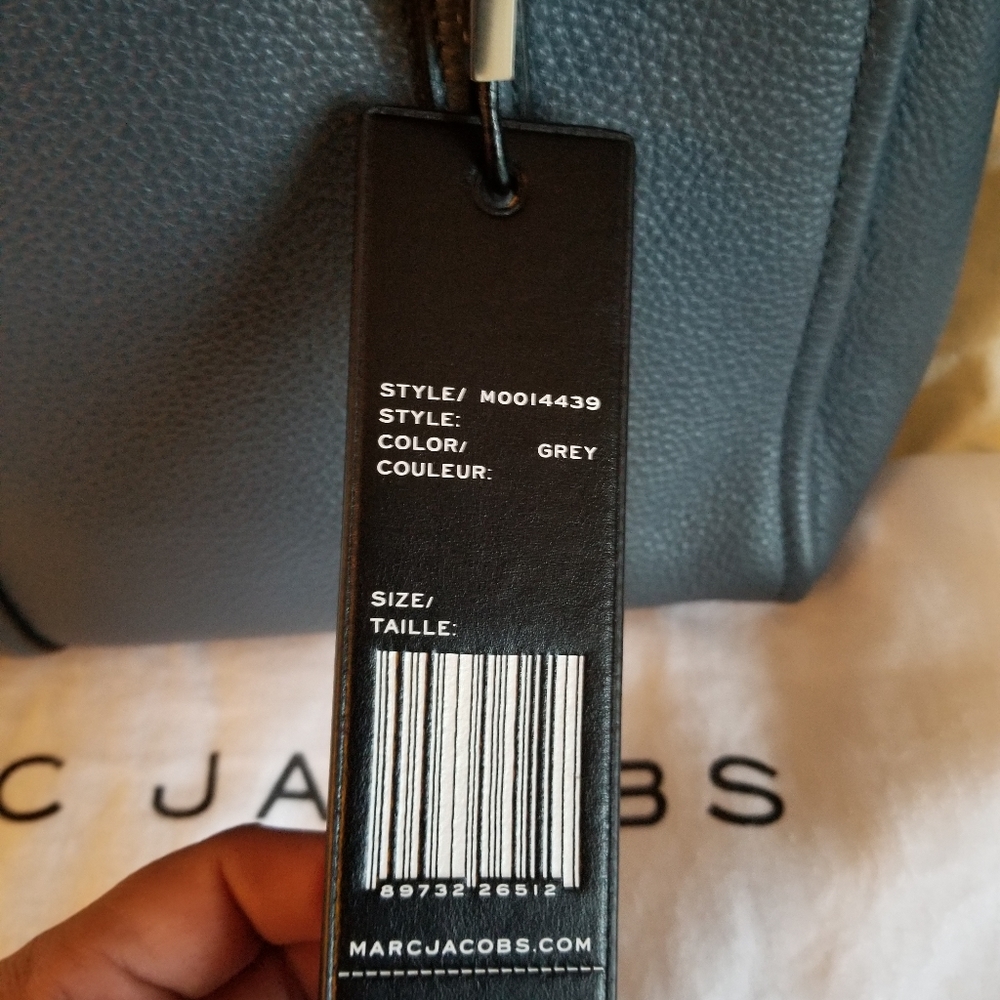 STYLE/ M0014439
STYLE:
COLOR/ GREY
COULEUR:
SIZE/
TAILLE:
89732 26512
MARCJACOBS.COM
C JA BS